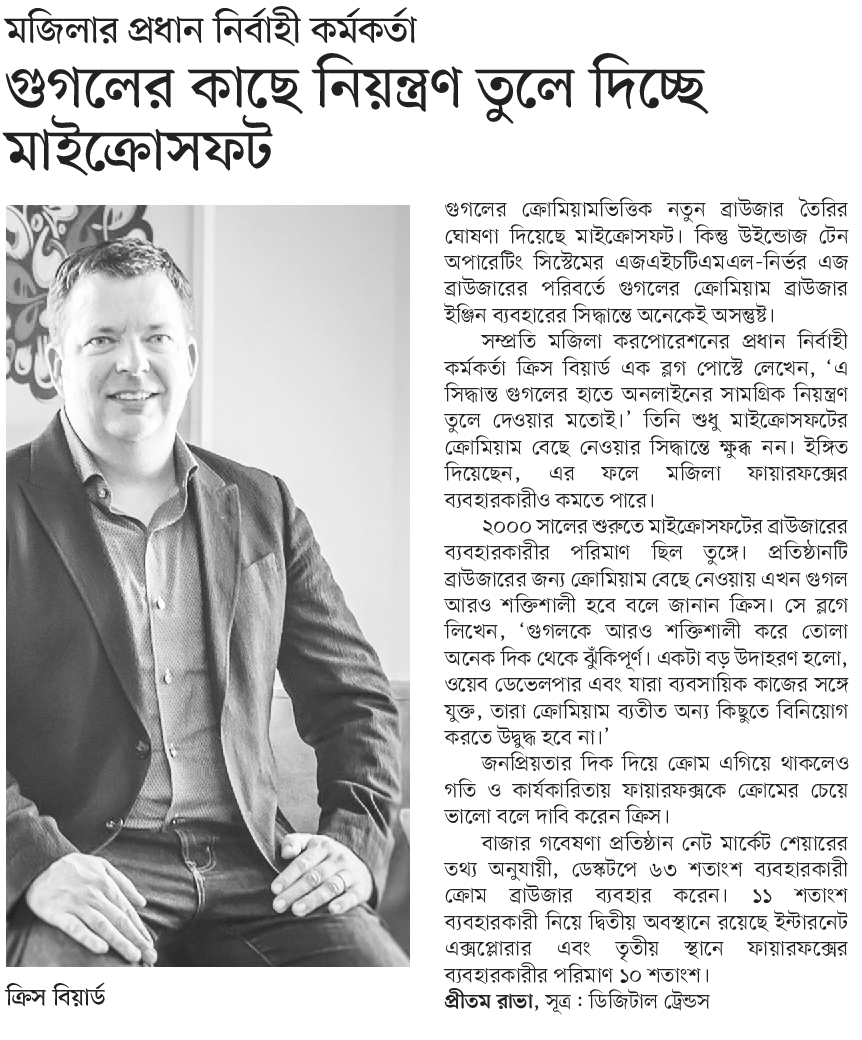 মজিলার প্রধান নির্বাহী কর্মকর্তা
গুগলের কাছে নিয়ন্ত্রণ তুলে দিচ্ছে
মাইক্রোসফট
গুগলের ক্রোমিয়ামভিত্তিক নতুন ব্রাউজার তৈরির
ঘোষণা দিয়েছে মাইক্রোসফট। কিন্তু উইন্ডোজ টেন
অপারেটিং সিস্টেমের এজএইচটিএমএল-নির্ভর এজ
ব্রাউজারের পরিবর্তে গুগলের ক্রোমিয়াম ব্রাউজার
ইঞ্জিন ব্যবহারের সিদ্ধান্তে অনেকেই অসন্তুষ্ট।
সম্প্রতি মজিলা করপোরেশনের প্রধান নির্বাহী
কর্মকর্তা ক্রিস বিয়ার্ড এক ব্লগ পোস্টে লেখেন, ‘এ
সিদ্ধান্ত গুগলের হাতে অনলাইনের সামগ্রিক নিয়ন্ত্রণ
তুলে দেওয়ার মতোই।’ তিনি শুধু মাইক্রোসফটের
ক্রোমিয়াম বেছে নেওয়ার সিদ্ধান্তে ক্ষুব্ধ নন। ইঙ্গিত
দিয়েছেন, এর ফলে মজিলা ফায়ারফক্সের
ব্যবহারকারীও কমতে পারে।
২০০০ সালের শুরুতে মাইক্রোসফটের ব্রাউজারের
ব্যবহারকারীর পরিমাণ ছিল তুঙ্গে। প্রতিষ্ঠানটি
ব্রাউজারের জন্য ক্রোমিয়াম বেছে নেওয়ায় এখন গুগল
আরও শক্তিশালী হবে বলে জানান ক্রিস। সে ব্লগে
লিখেন, ‘গুগলকে আরও শক্তিশালী করে তোলা
অনেক দিক থেকে ঝুঁকিপূর্ণ। একটা বড় উদাহরণ হলো,
ওয়েব ডেভেলপার এবং যারা ব্যবসায়িক কাজের সঙ্গে
যুক্ত, তারা ক্রোমিয়াম ব্যতীত অন্য কিছুতে বিনিয়োগ
করতে উদ্বুদ্ধ হবে না।’
জনপ্রিয়তার দিক দিয়ে ক্রোম এগিয়ে থাকলেও
গতি ও কার্যকারিতায় ফায়ারফক্সকে ক্রোমের চেয়ে
ভালো বলে দাবি করেন ক্রিস।
বাজার গবেষণা প্রতিষ্ঠান নেট মার্কেট শেয়ারের
তথ্য অনুযায়ী, ডেস্কটপে ৬৩ শতাংশ ব্যবহারকারী
ক্রোম ব্রাউজার ব্যবহার করেন। ১১ শতাংশ
ব্যবহারকারী নিয়ে দ্বিতীয় অবস্থানে রয়েছে ইন্টারনেট
এক্সপ্লোরার এবং তৃতীয় স্থানে ফায়ারফক্সের
ব্যবহারকারীর পরিমাণ ১০ শতাংশ।
প্রীতম রাভা, সূত্র : ডিজিটাল ট্রেন্ডস
ক্রিস বিয়ার্ড